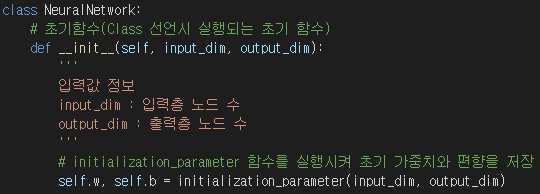 class NeuralNetwork:
# 초기함수(Class 선언시 실행되는 초기 함수)
def __init__(self, input_dim, output_dim):
'''
입력값 정보
input_dim : 입력층 노드 수
output_dim : 출력층 노드 수
'''
# initialization_parameter 함수를 실행시켜 초기 가중치와 편향을 저장
self.w, self.b = initialization_parameter(input_dim, output_dim)